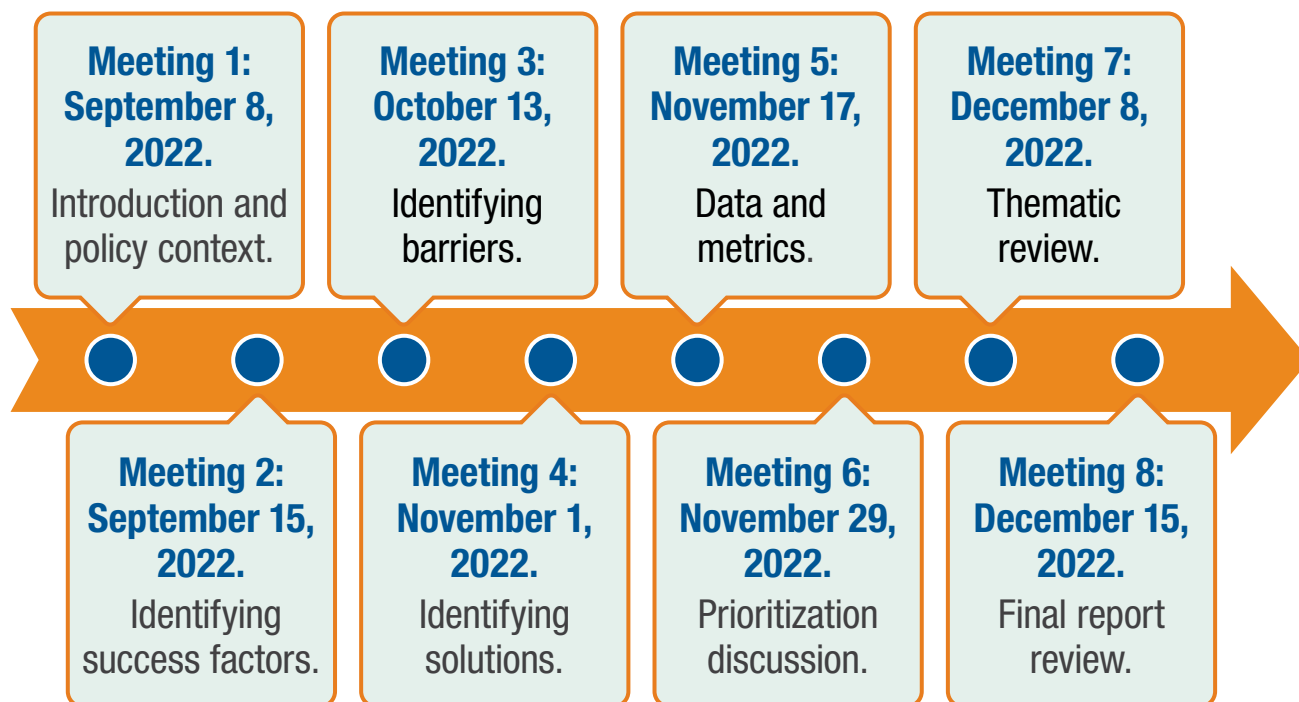 Meeting 1:
September 8,
2022.
Introduction and
policy context.
Meeting 2:
September 15,
2022.
Identifying
success factors.
Meeting 3:
October 13,
2022.
Identifying
barriers.
Meeting 4:
November 1,
2022.
Identifying
solutions.
Meeting 5:
November 17,
2022.
Data and
metrics.
Meeting 6:
November 29,
2022.
Prioritization
discussion.
Meeting 7:
December 8,
2022.
Thematic
review.
Meeting 8:
December 15,
2022.
Final report
review.